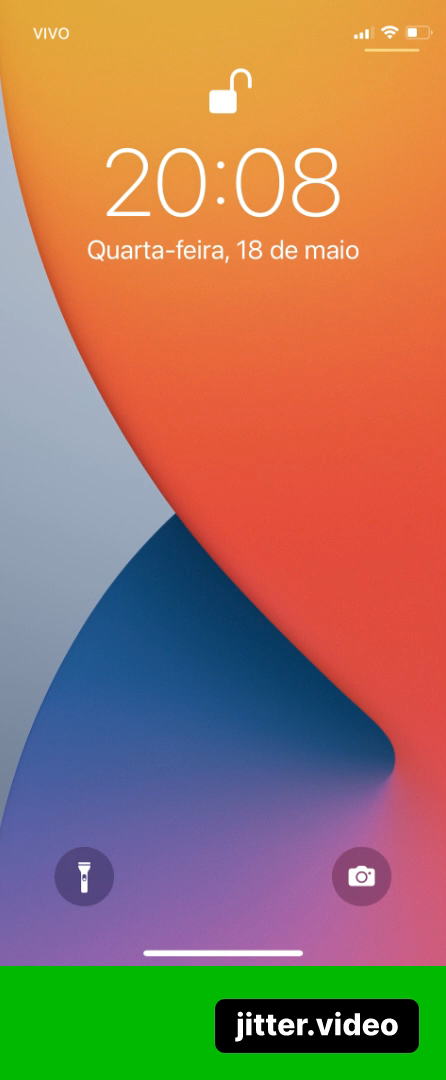 VIVO
20:08
Quarta-feira, 18 de maio
jitter.video